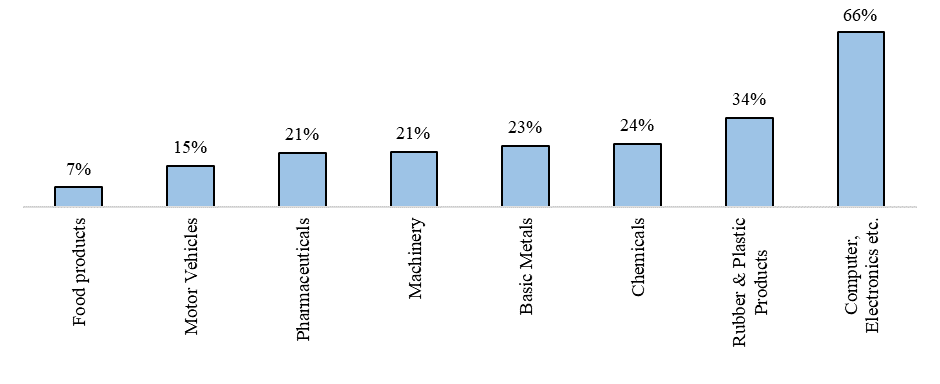 66%
34%
24%
23%
21%
21%
15%
7%
Food products
Motor Vehicles
Pharmaceuticals
Machinery
Basic Metals
Chemicals
Rubber & Plastic
Products
Computer,
Electronics etc.